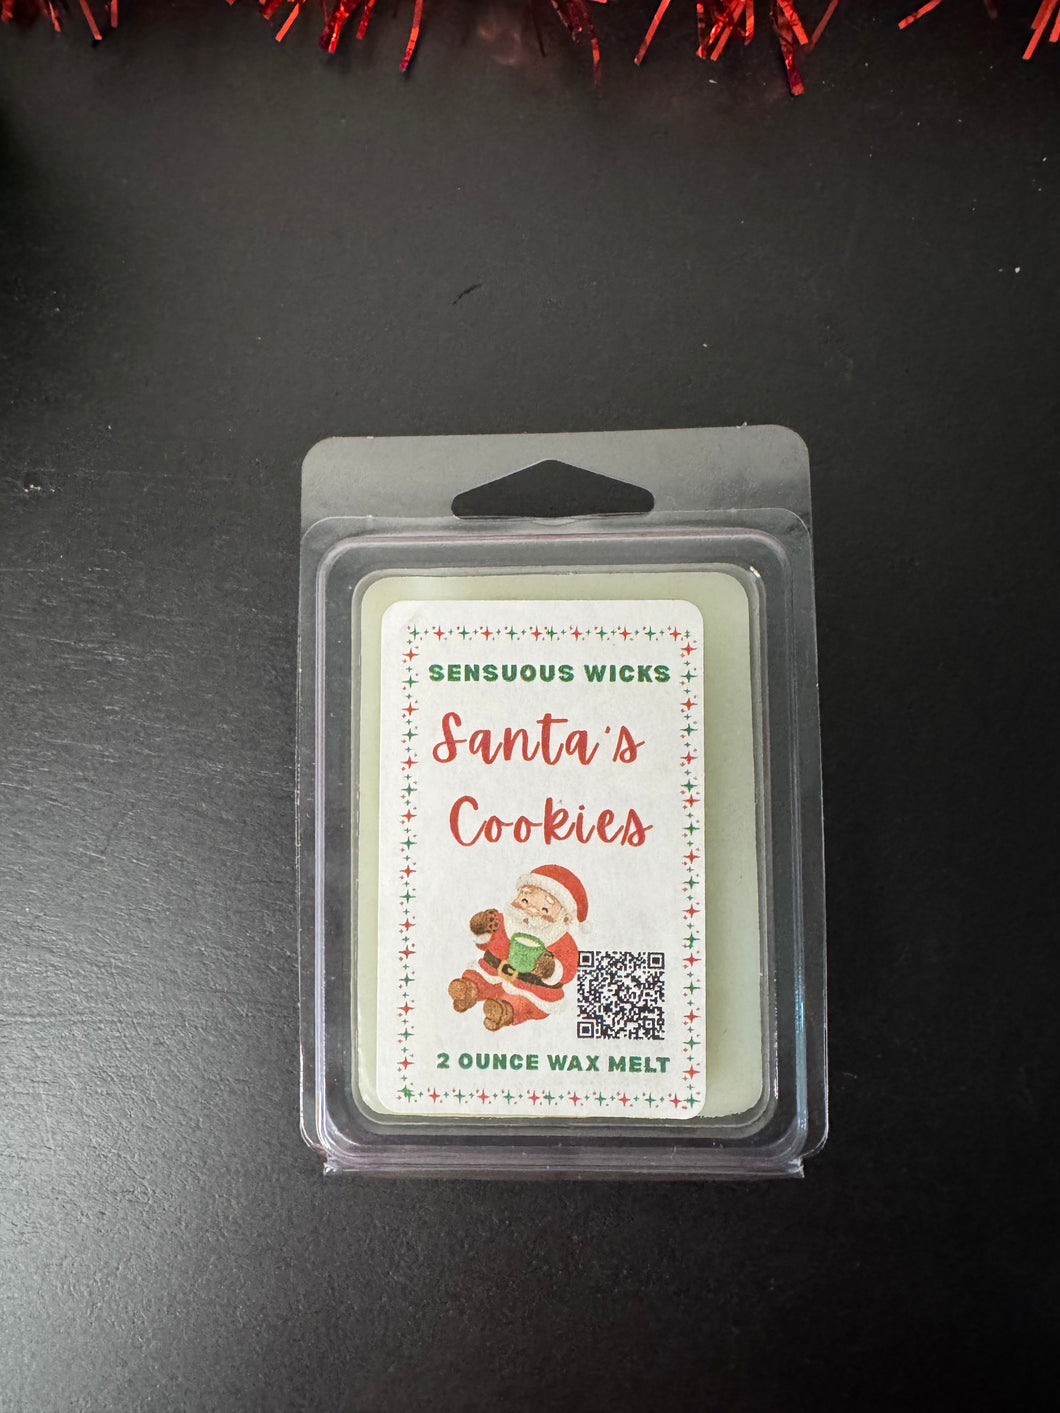 SENSUOUS WICKS
Santa's
Cookies
2 OUNCE WAX MELT